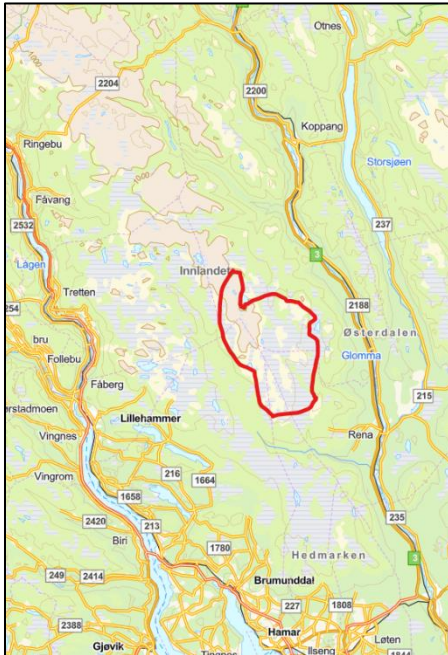 Otnes
1000
2204
2200
Koppang
Ringebu
Storsjøen
Fåvang
2532
237
Innlandet
3
Lågen
Tretten
2188
254
Østerdalen
bru
Glomma
Follebu
Fåberg
215
Lillehammer
Vingnes
Rena
216
Vingrom
1664
1658
235
2420
213
Biri
1780
Hedmarken
3
249
2414
Brumunddal
227
1808
2388
Hamar
Løten
Gjøvik
Ilseng